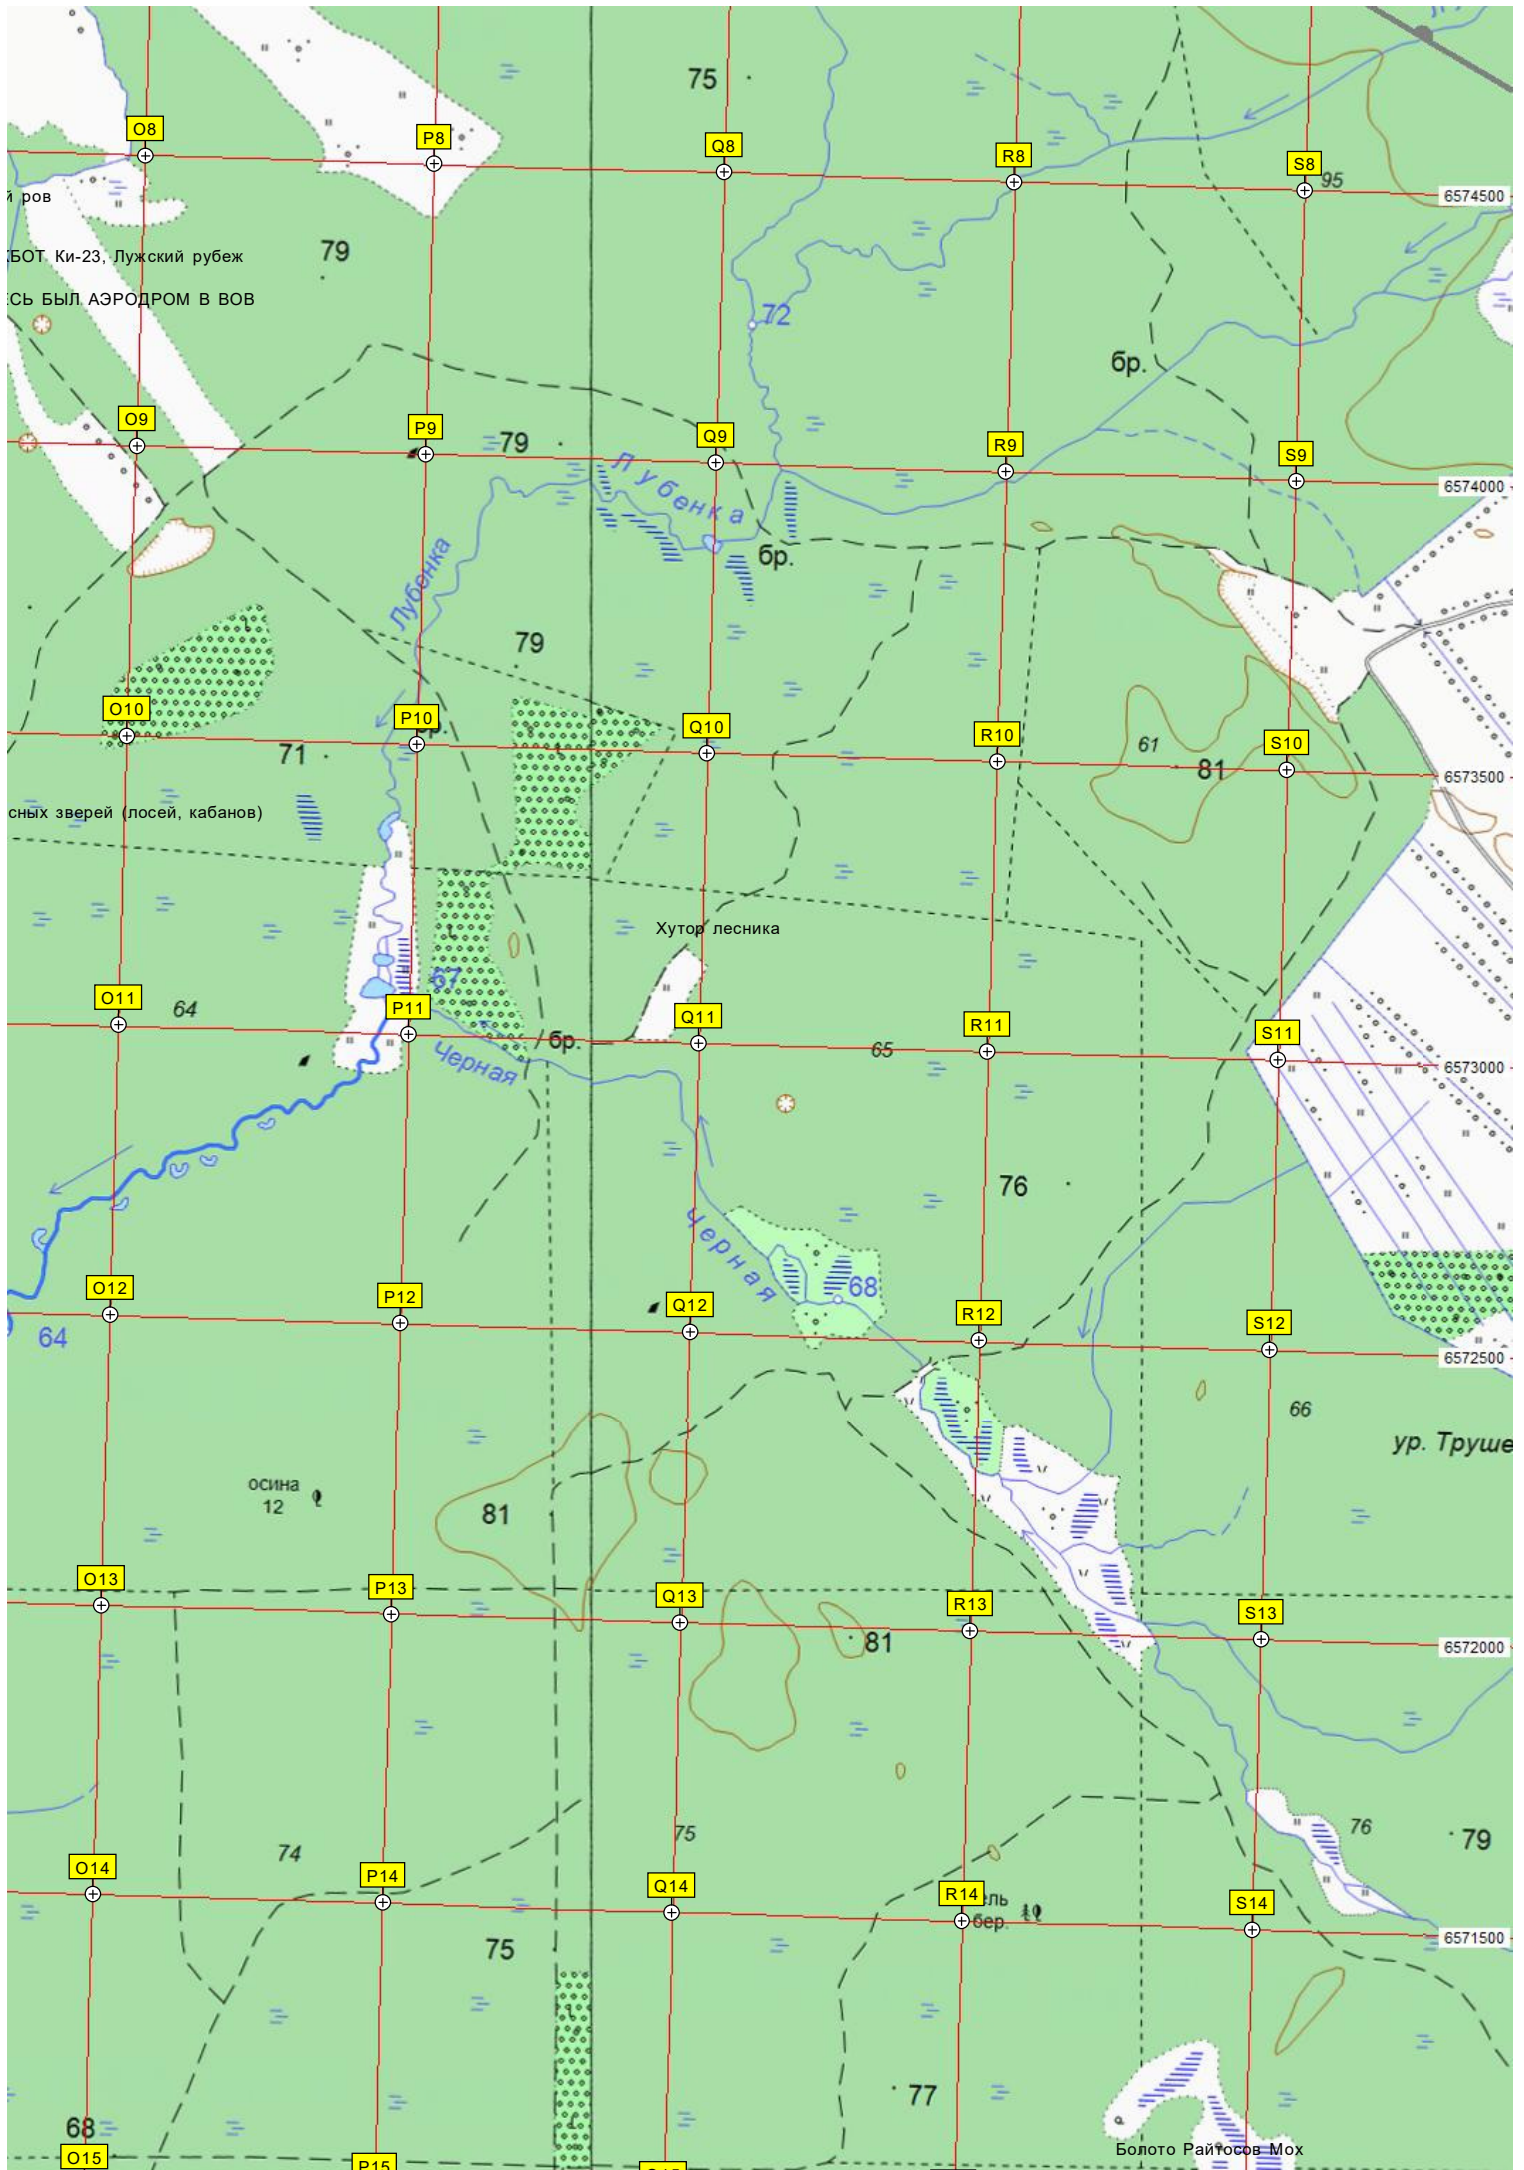 75
O8
P8
Q8
R8
S8
95
6574500
й ров
79
КБОТ Ки-23, Лужский рубеж
ЕСЬ БЫЛ АЭРОДРОМ В ВОВ
72
бр.
O9
P9
79
Q9
R9
S9
6574000
Лубенка
бр.
Лубенка
79
O10
P10
бр.
Q10
R10
61
S10
71
81
6573500
сных зверей (лосей, кабанов)
Хутор лесника
67
O11
64
P11
Q11
R11
S11
бр.
65
6573000
Черная
76
Черная
68
O12
P12
Q12
R12
S12
64
6572500
66
ур. Труше
осина
12
81
O13
P13
Q13
R13
S13
81
6572000
75
76
79
74
O14
P14
Q14
R14
ель
бер.
S14
6571500
75
77
68
Болото Райтосов Мох
O15
P15